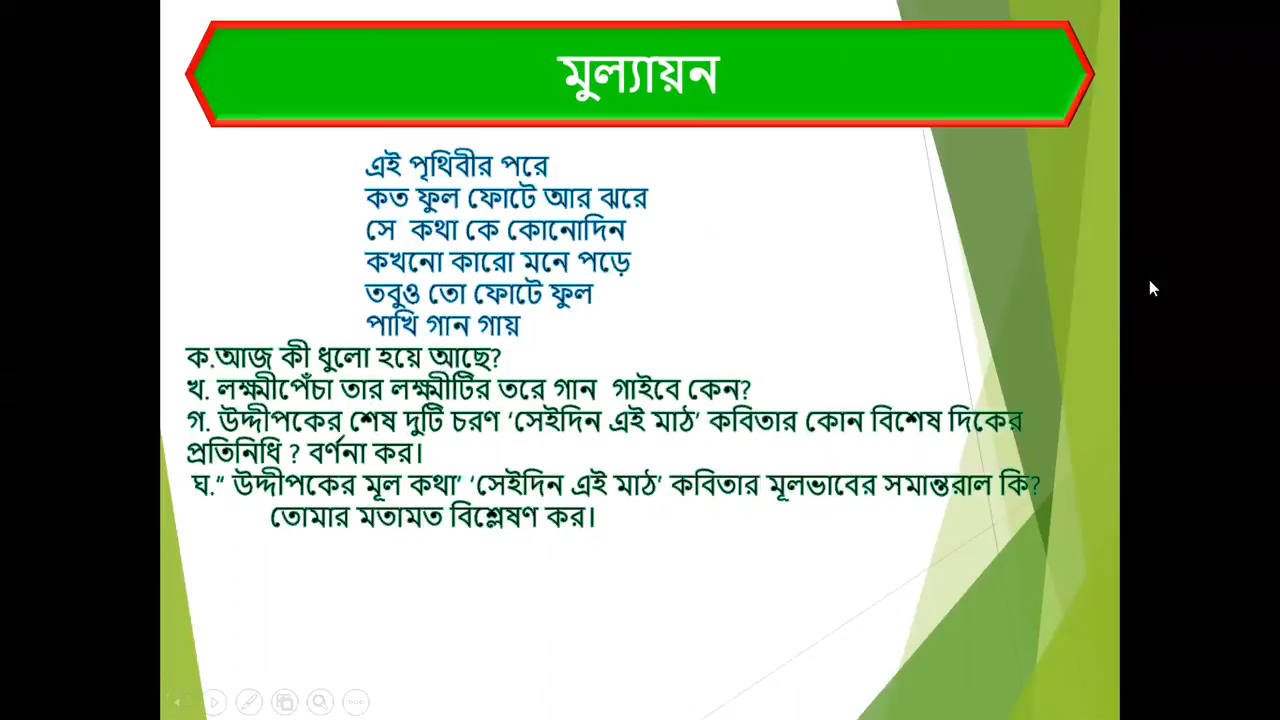 মুল্যায়ন
এই পৃথিবীর পরে
কত ফুল ফোটে আর ঝরে
সে কথা কে কোনোদিন
কখনো কারো মনে পড়ে
তবুও তো ফোটে ফুল
পাখি গান গায়
ক.আজ কী ধুলো হয়ে আছে?
খ. লক্ষ্মীপেঁচা তার লক্ষ্মীটির তরে গান গাইবে কেন?
গ. উদ্দীপকের শেষ দুটি চরণ ‘সেইদিন এই মাঠ’ কবিতার কোন বিশেষ দিকের
প্রতিনিধি ? বর্ণনা কর।
ঘ.“ উদ্দীপকের মূল কথা’ ‘সেইদিন এই মাঠ’ কবিতার মূলভাবের সমান্তরাল কি?
তোমার মতামত বিশ্লেষণ কর।